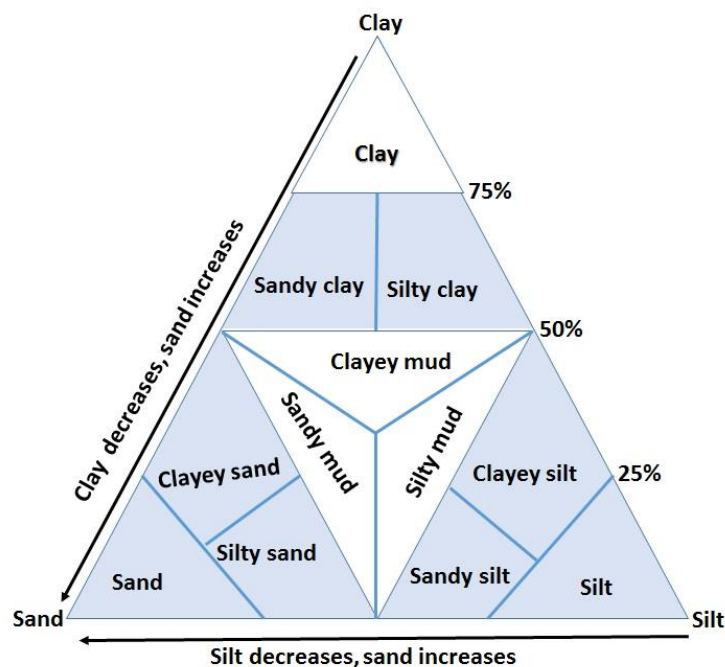 Clay
Clay
75%
Sandy clay
Silty clay
50%
Clayey mud
Sandy mud
Silty mud
Clay decreases, sand increases
Clayey sand
Clayey silt
25%
Silty sand
Sandy silt
Sand
Silt
Sand
Silt
Silt decreases, sand increases